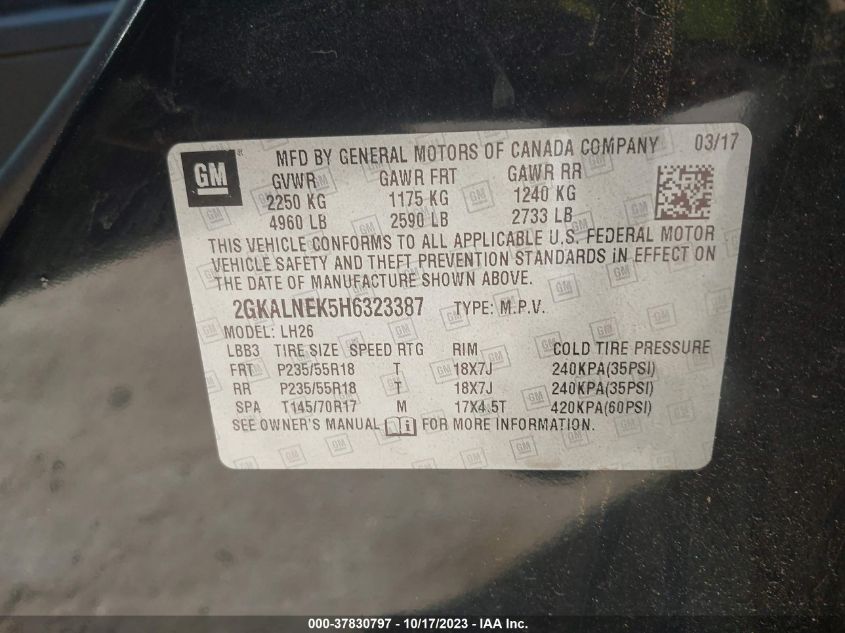 GM
MFD BY GENERAL MOTORS OF CANADA COMPANY 03/17
GVWR GAWR FRT GAWR RR
2250 KG 1175 KG 1240 KG
4960 LB 2590 LB 2733 LB
THIS VEHICLE CONFORMS TO ALL APPLICABLE U.S. FEDERAL MOTOR
VEHICLE SAFETY AND THEFT PREVENTION STANDARDS IN EFFECT ON
THE DATE OF MANUFACTURE SHOWN ABOVE.
2GKALNEK5H6323387 TYPE: M.P.V.
MODEL: LH26
LBB3 TIRE SIZE SPEED RTG RIM COLD TIRE PRESSURE
FRT P235/55R18 T 18X7J 240KPA(35PSI)
RR P235/55R18 T 18X7J 240KPA(35PSI)
SPA T145/70R17 M 17X4.5T 420KPA(60PSI)
SEE OWNER'S MANUAL FOR MORE INFORMATION.
000-37830797 - 10/17/2023 - IAA Inc.